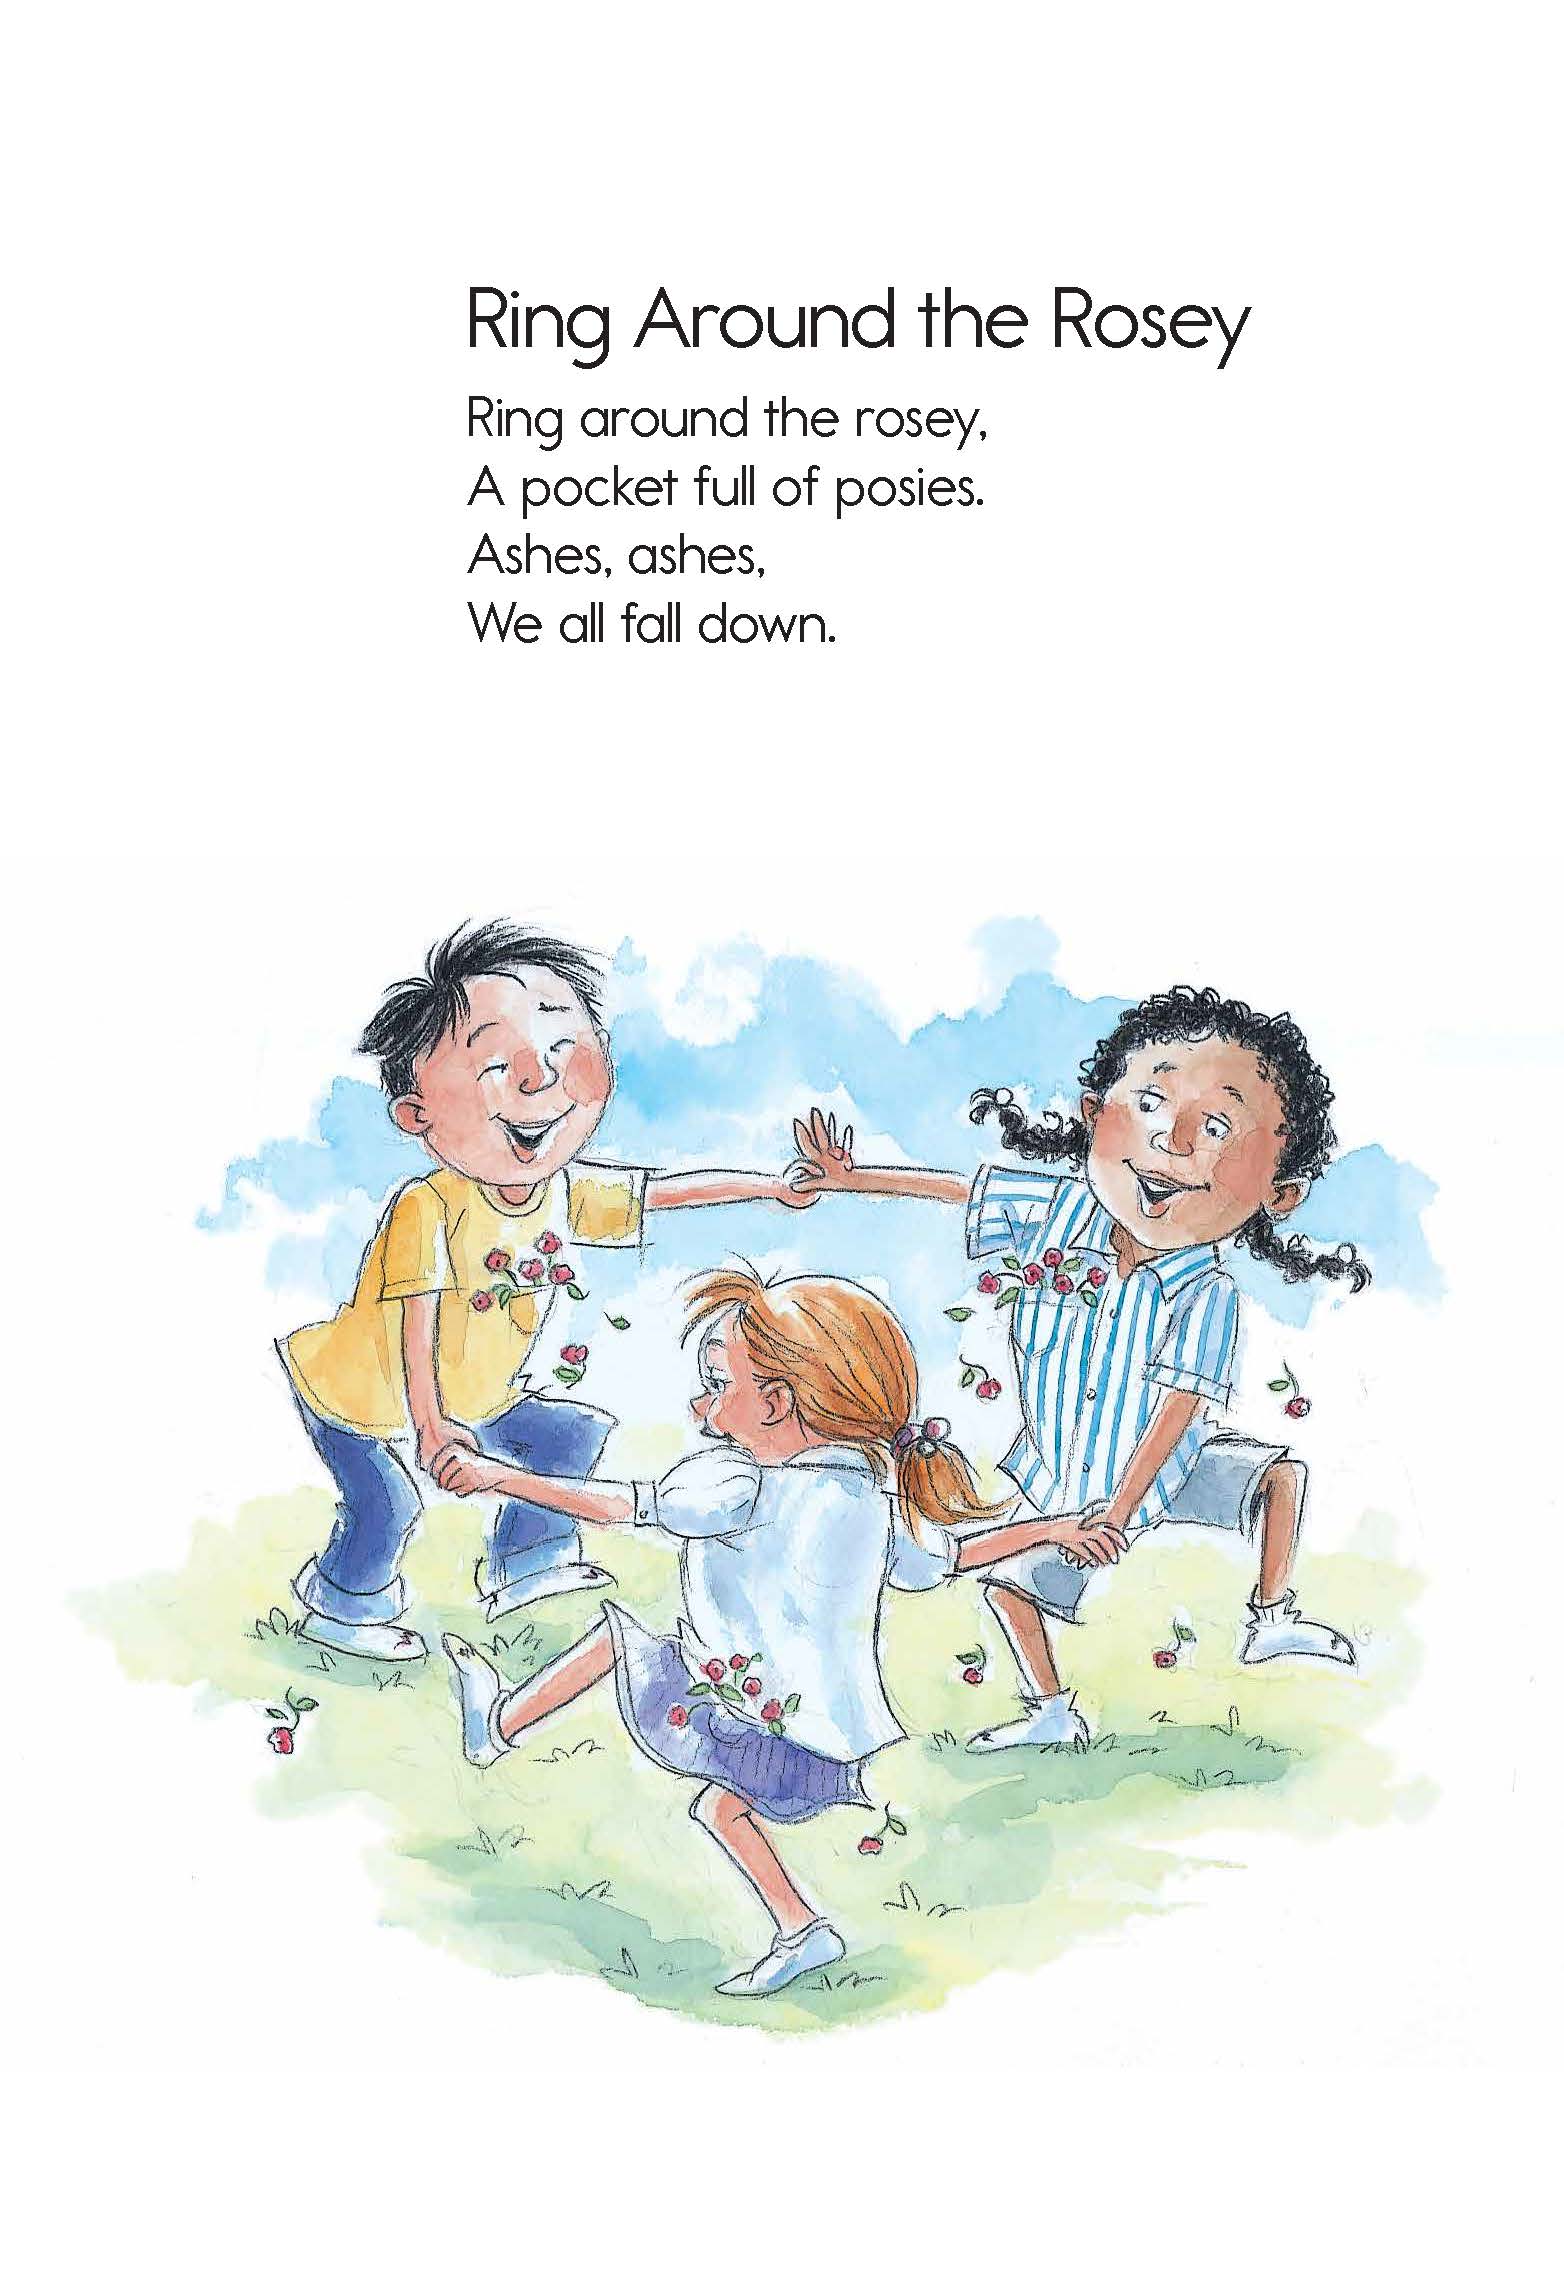 Ring Around the Rosey
Ring around the rosey,
A pocket full of posies.
Ashes, ashes,
We all fall down.